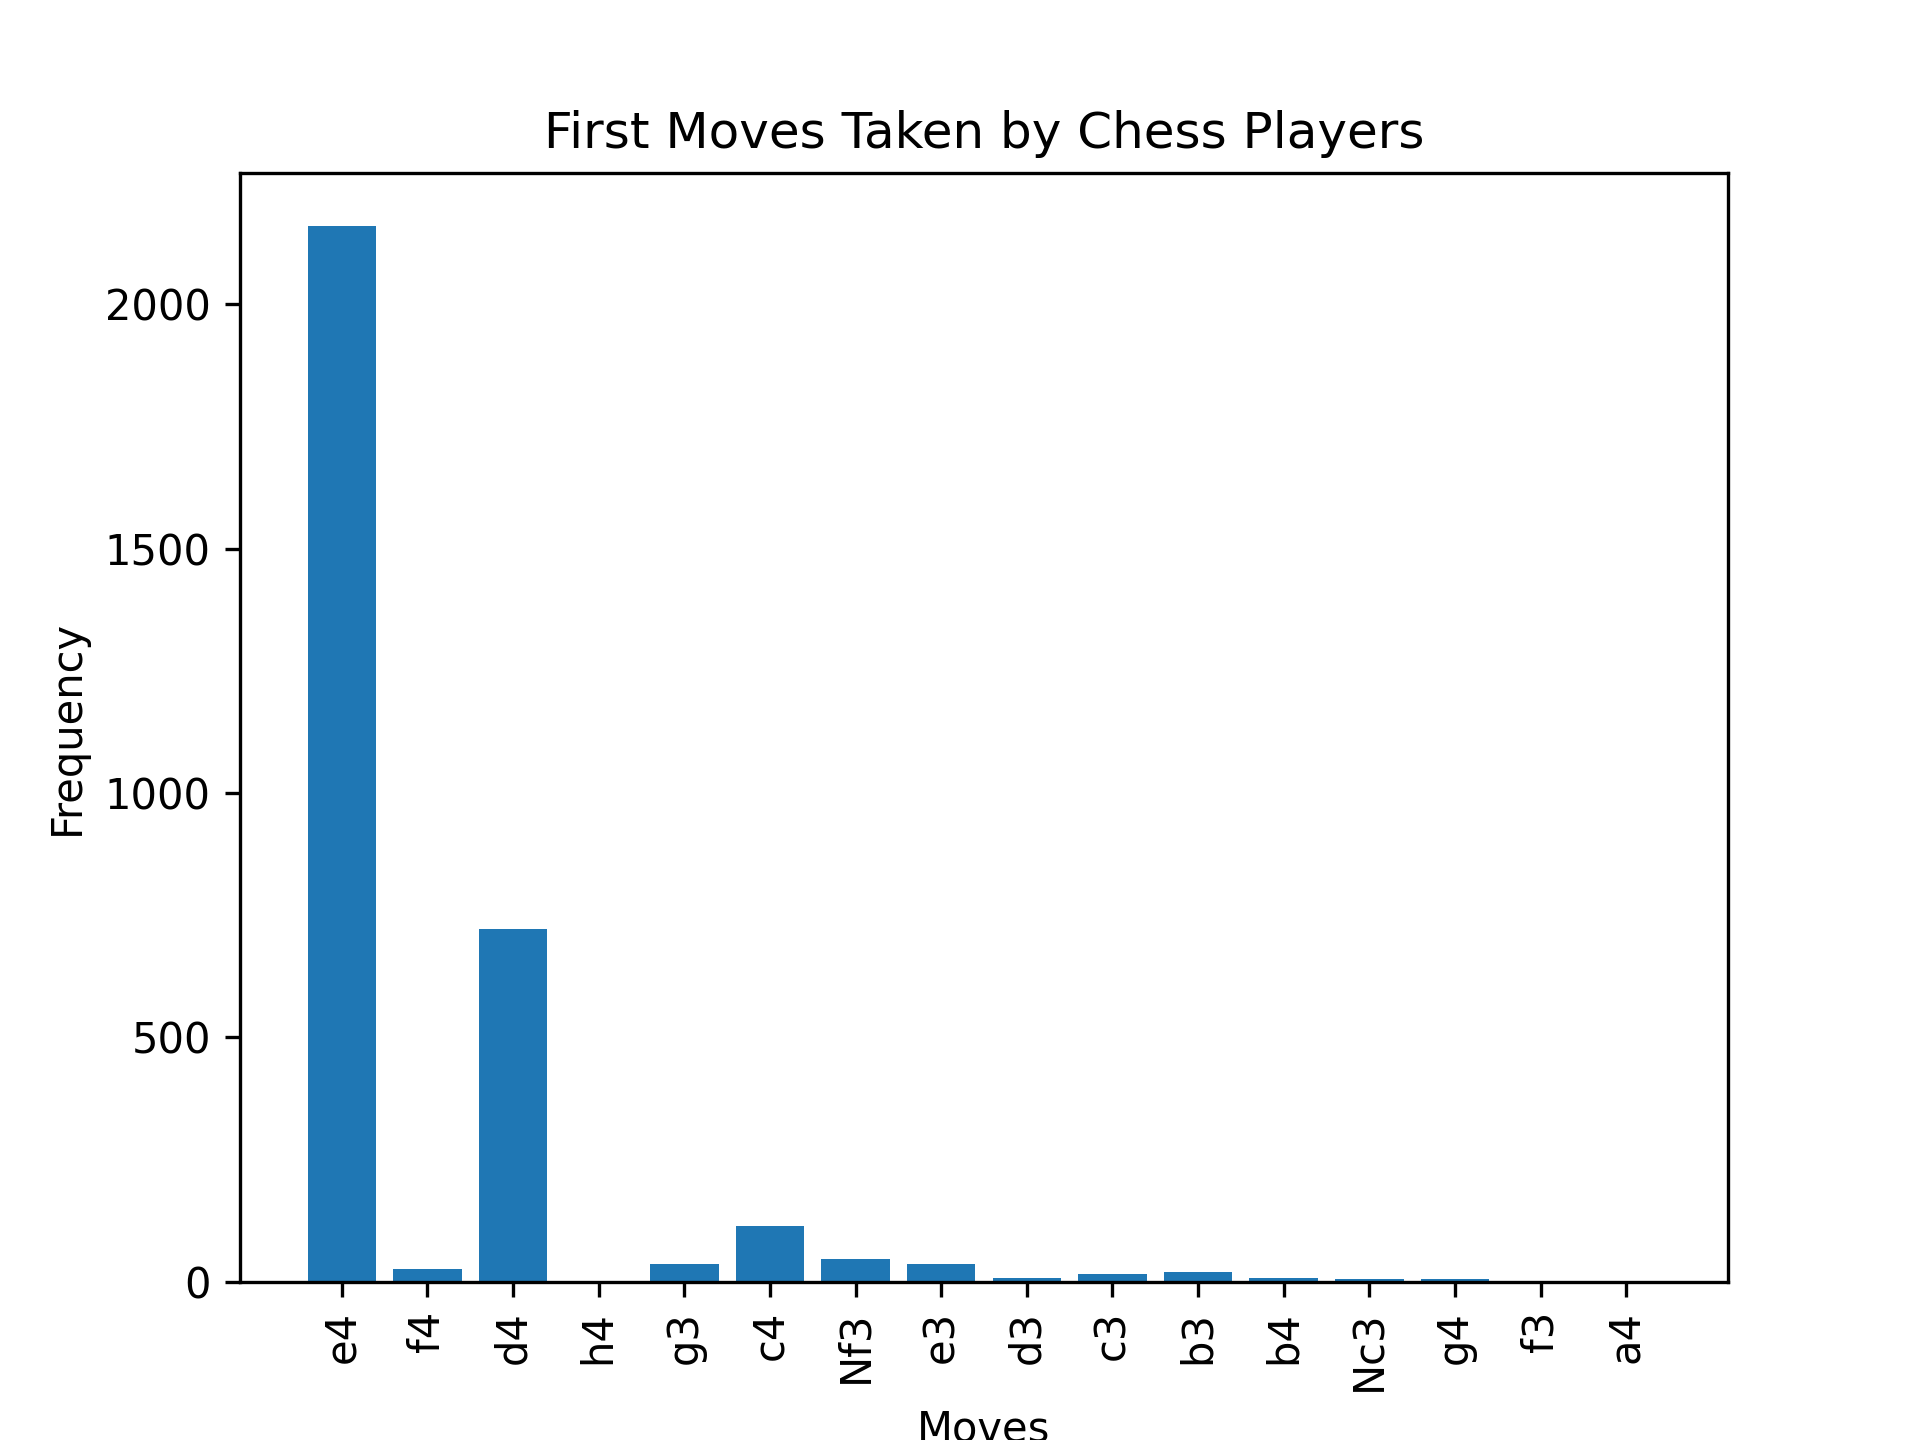 First Moves Taken by Chess Players
Frequency
2000
1500
1000
500
0
e4 f4 d4 h4 g3 c4 Nf3 e3 d3 c3 b3 b4 Nc3 g4 f3 a4
Moves